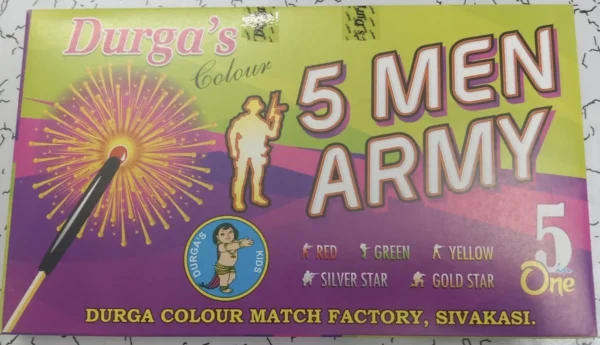 Durga's
Colour
5 MEN
ARMY
DURGA'S
KIDS
RED GREEN YELLOW
SILVER STAR GOLD STAR
5
One
DURGA COLOUR MATCH FACTORY, SIVAKASI.